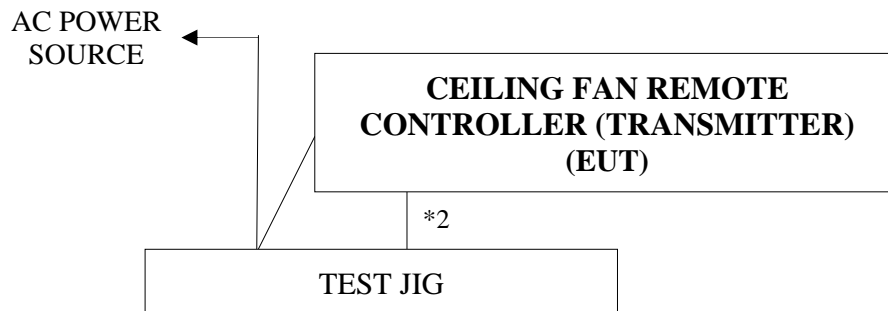 AC POWER
SOURCE
CEILING FAN REMOTE
CONTROLLER (TRANSMITTER)
(EUT)
*2
TEST JIG